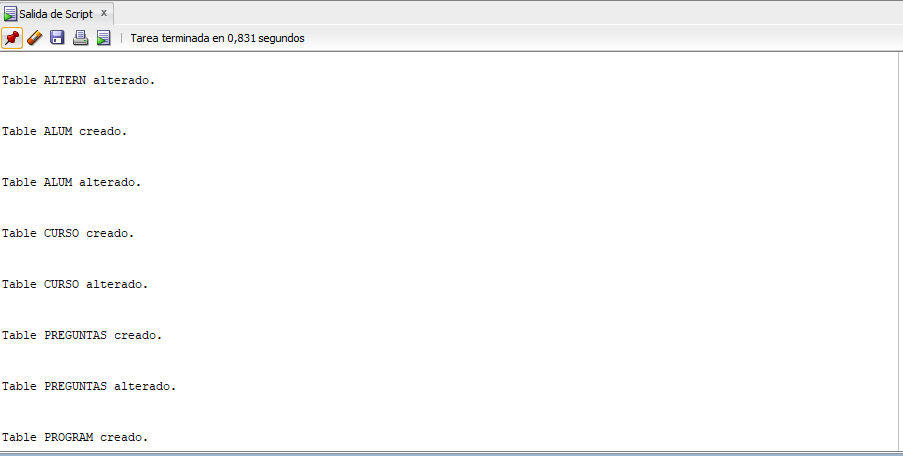 Salida de Script x
Tarea terminada en 0,831 segundos
Table ALTERN alterado.
Table ALUM creado.
Table ALUM alterado.
Table CURSO creado.
Table CURSO alterado.
Table PREGUNTAS creado.
Table PREGUNTAS alterado.
Table PROGRAM creado.